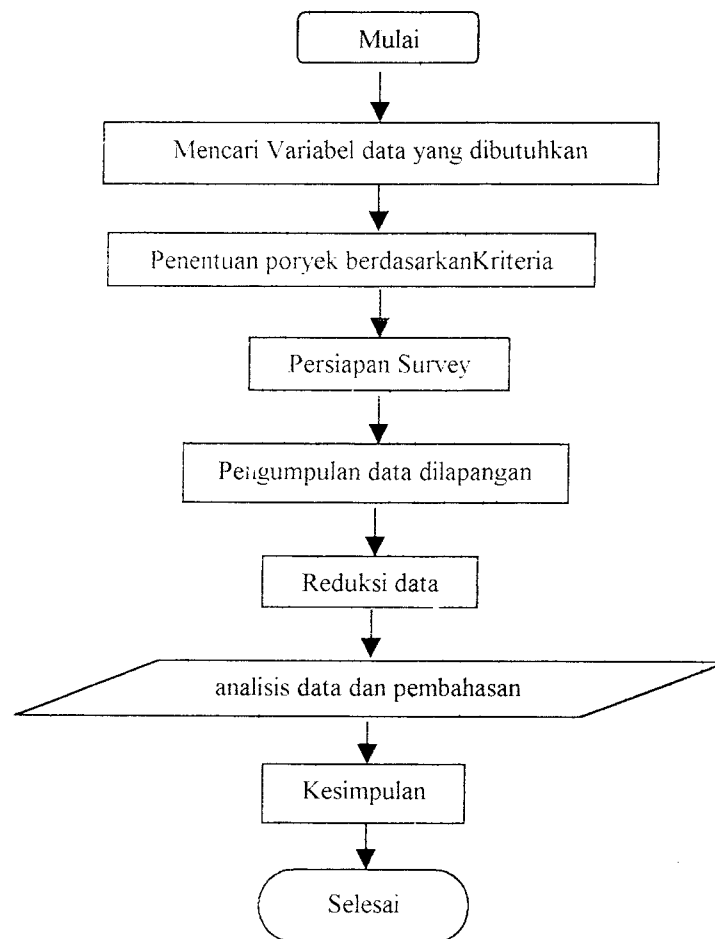 Mulai
Mencari Variabel data yang dibutuhkan
Penentuan poryek berdasarkanKriteria
Persiapan Survey
Pengumpulan data dilapangan
Reduksi data
analisis data dan pembahasan
Kesimpulan
Selesai